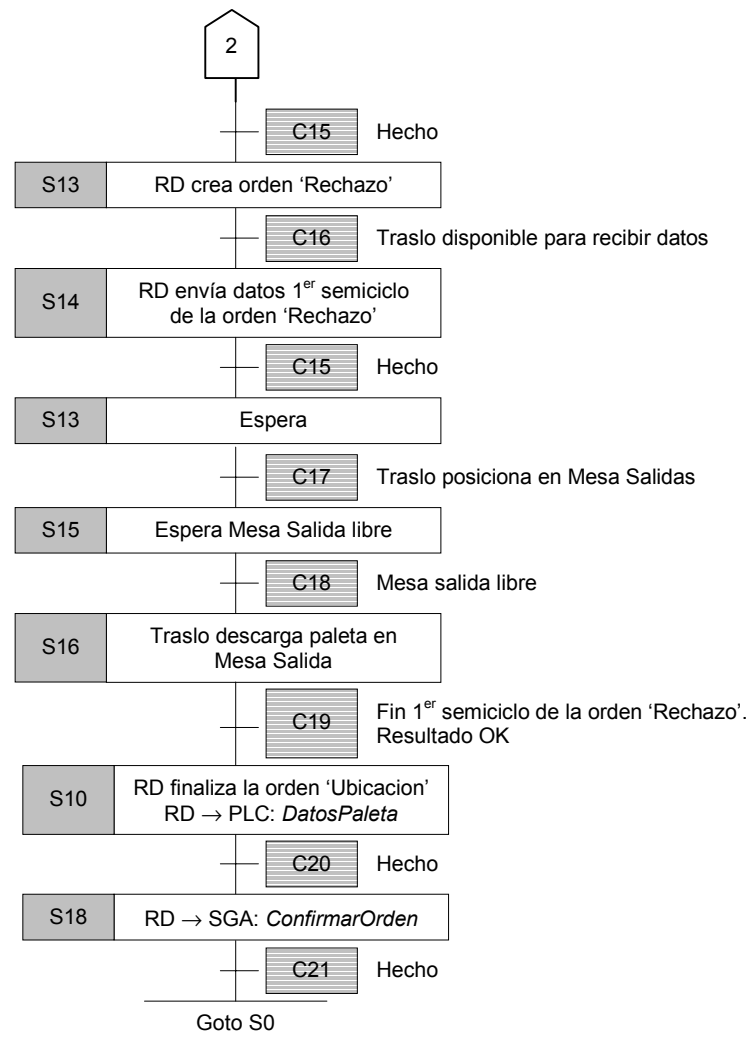 2
C15 Hecho
S13 RD crea orden ‘Rechazo’
C16 Traslo disponible para recibir datos
S14 RD envía datos 1er semiciclo
de la orden ‘Rechazo’
C15 Hecho
S13 Espera
C17 Traslo posiciona en Mesa Salidas
S15 Espera Mesa Salida libre
C18 Mesa salida libre
S16 Traslo descarga paleta en
Mesa Salida
C19 Fin 1er semiciclo de la orden ‘Rechazo’.
Resultado OK
S10 RD finaliza la orden ‘Ubicacion’
RD → PLC: DatosPaleta
C20 Hecho
S18 RD → SGA: ConfirmarOrden
C21 Hecho
Goto S0